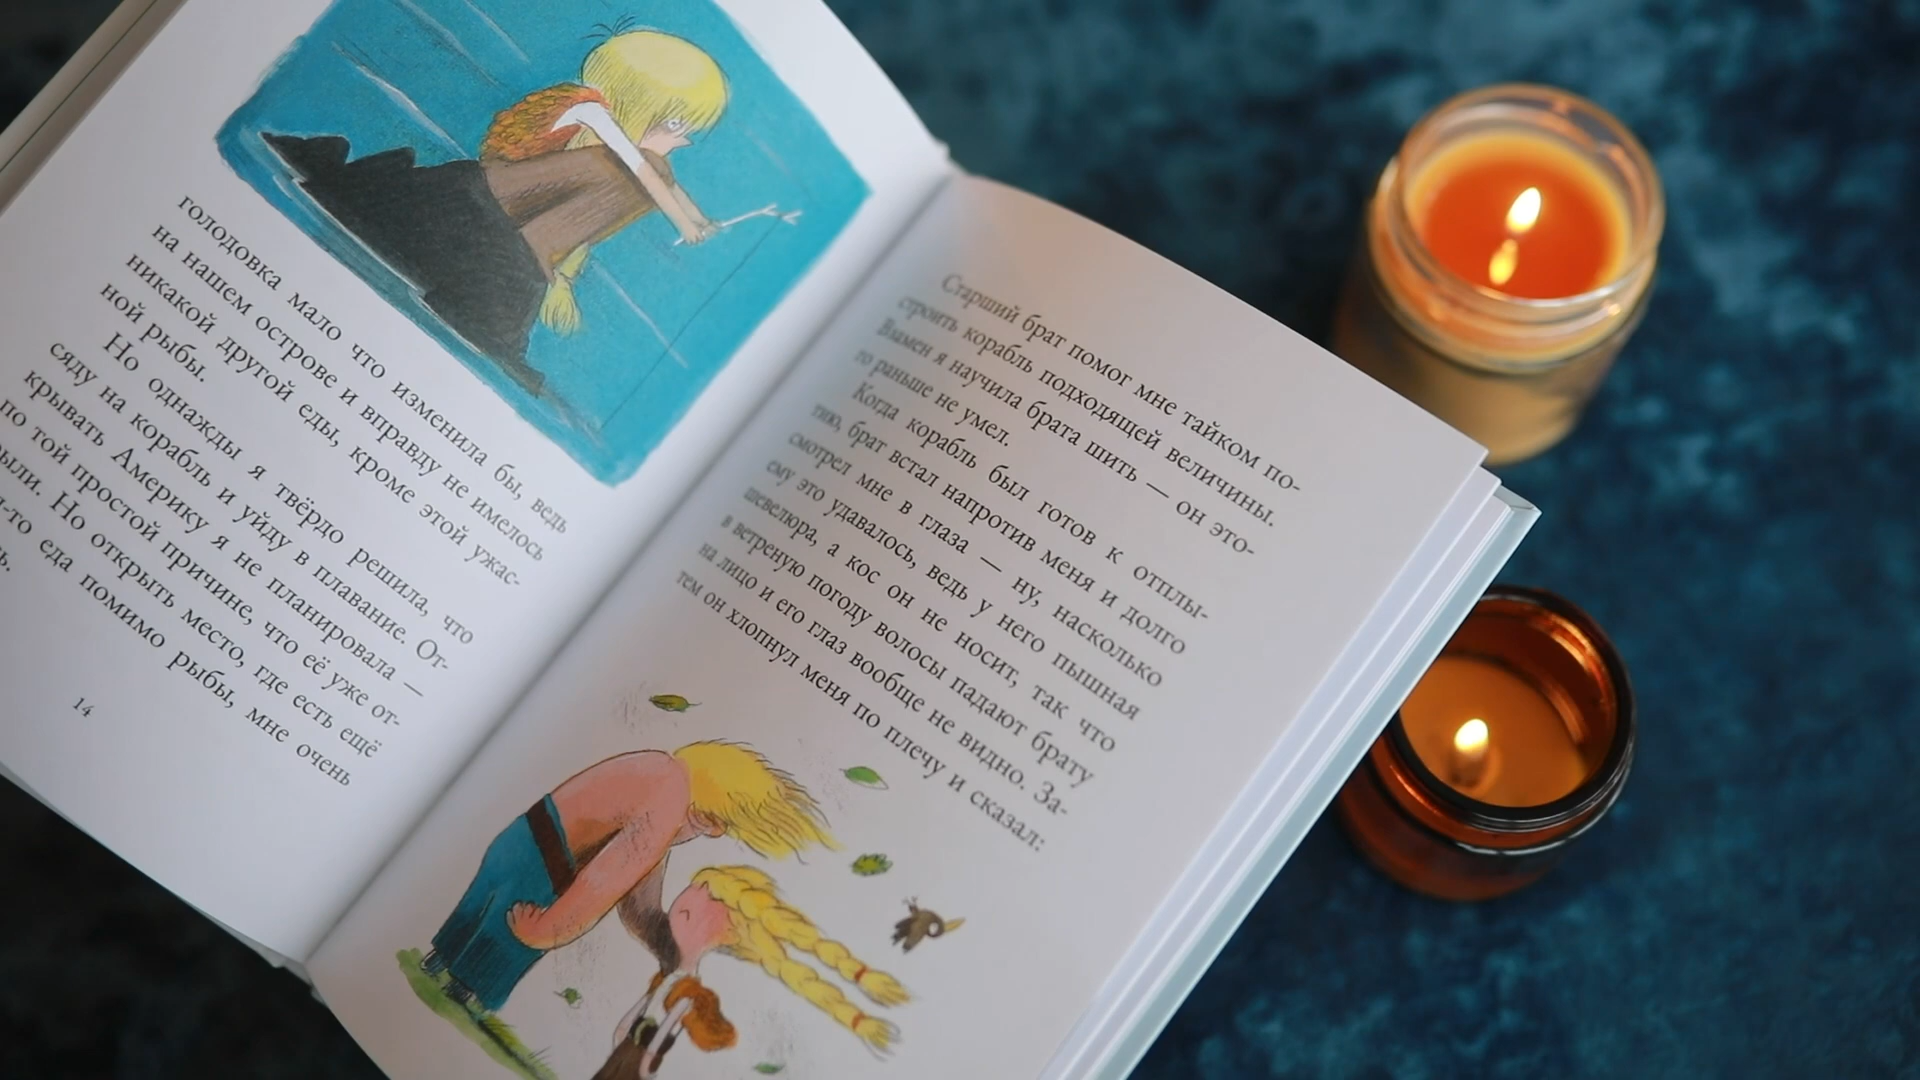 голодовка мало что изменила бы, ведь
на нашем острове и вправду не имелось
никакой другой еды, кроме этой ужас-
ной рыбы.
Но однажды я твёрдо решила, что
сяду на корабль и уйду в плавание. От-
крывать Америку я не планировала —
по той простой причине, что её уже от-
Но открыть место, где есть ещё
еда помимо рыбы, мне очень
14
Старший брат помог мне тайком по-
строить корабль подходящей величины.
Взамен я научила брата шить — он это-
го раньше не умел.
Когда корабль был готов к отплы-
тию, брат встал напротив меня и долго
смотрел мне в глаза — ну, насколько
ему это удавалось, ведь у него пышная
шевелюра, а кос он не носит, так что
в ветреную погоду волосы падают брату
на лицо и его глаз вообще не видно. За-
тем он хлопнул меня по плечу и сказал: